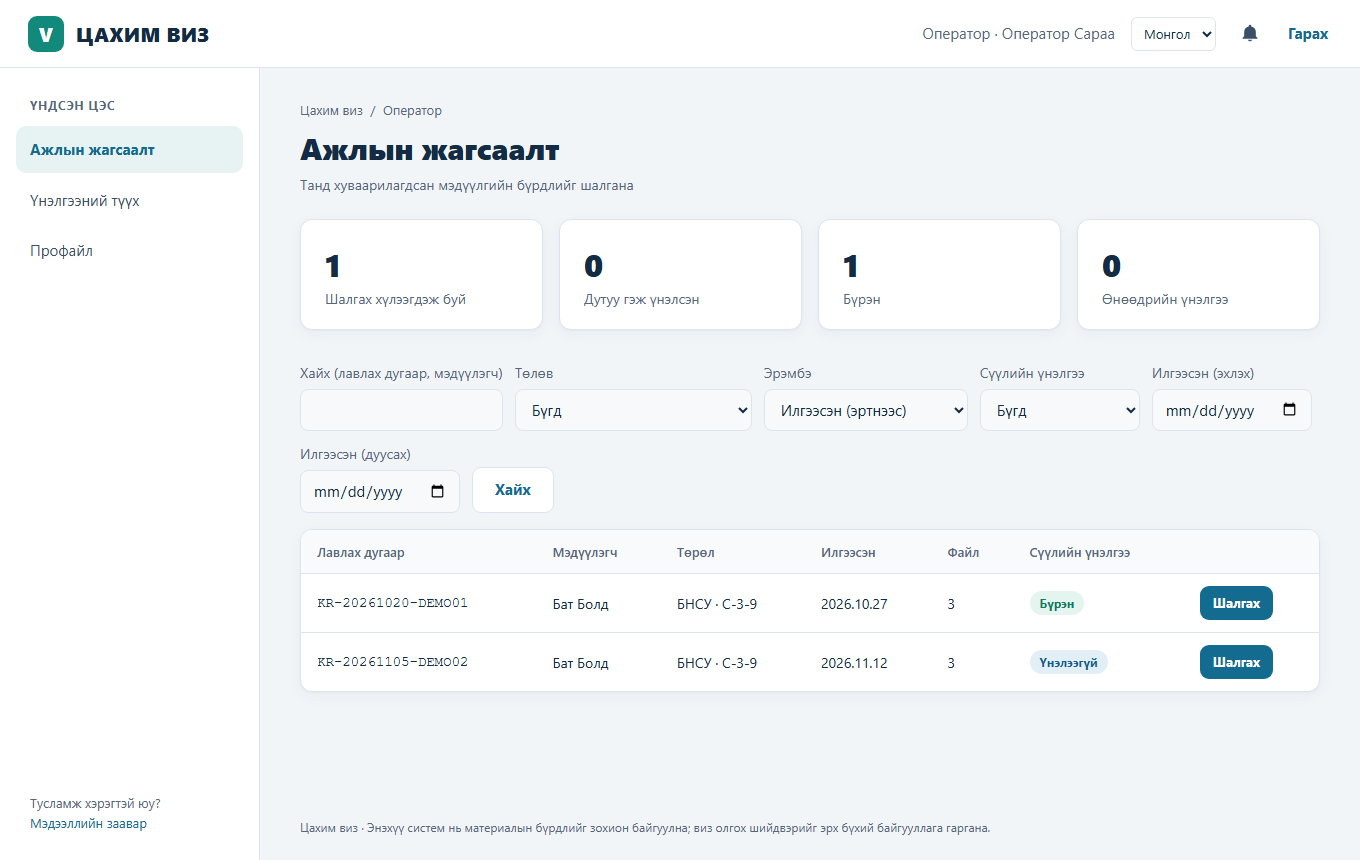 V ЦАХИМ ВИЗ
Оператор · Оператор Сараа
Монгол
Гарах
ҮНДСЭН ЦЭС
Ажлын жагсаалт
Үнэлгээний түүх
Профайл
Тусламж хэрэгтэй юу?
Мэдээллийн заавар
Цахим виз / Оператор
Ажлын жагсаалт
Танд хуваарилагдсан мэдүүлгийн бүрдлийг шалгана
1
Шалгах хүлээгдэж буй
0
Дутуу гэж үнэлсэн
1
Бүрэн
0
Өнөөдрийн үнэлгээ
Хайх (лавлах дугаар, мэдүүлэгч) Төлөв Эрэмбэ Сүүлийн үнэлгээ Илгээсэн (эхлэх)
Бүгд Илгээсэн (эртнээс) Бүгд mm/dd/yyyy
Илгээсэн (дуусах)
mm/dd/yyyy Хайх
Лавлах дугаар Мэдүүлэгч Төрөл Илгээсэн Файл Сүүлийн үнэлгээ
KR-20261020-DEMO01 Бат Болд БНСУ · C-3-9 2026.10.27 3 Бүрэн Шалгах
KR-20261105-DEMO02 Бат Болд БНСУ · C-3-9 2026.11.12 3 Үнэлээгүй Шалгах
Цахим виз · Энэхүү систем нь материалын бүрдлийг зохион байгуулна; виз олгох шийдвэрийг эрх бүхий байгууллага гаргана.